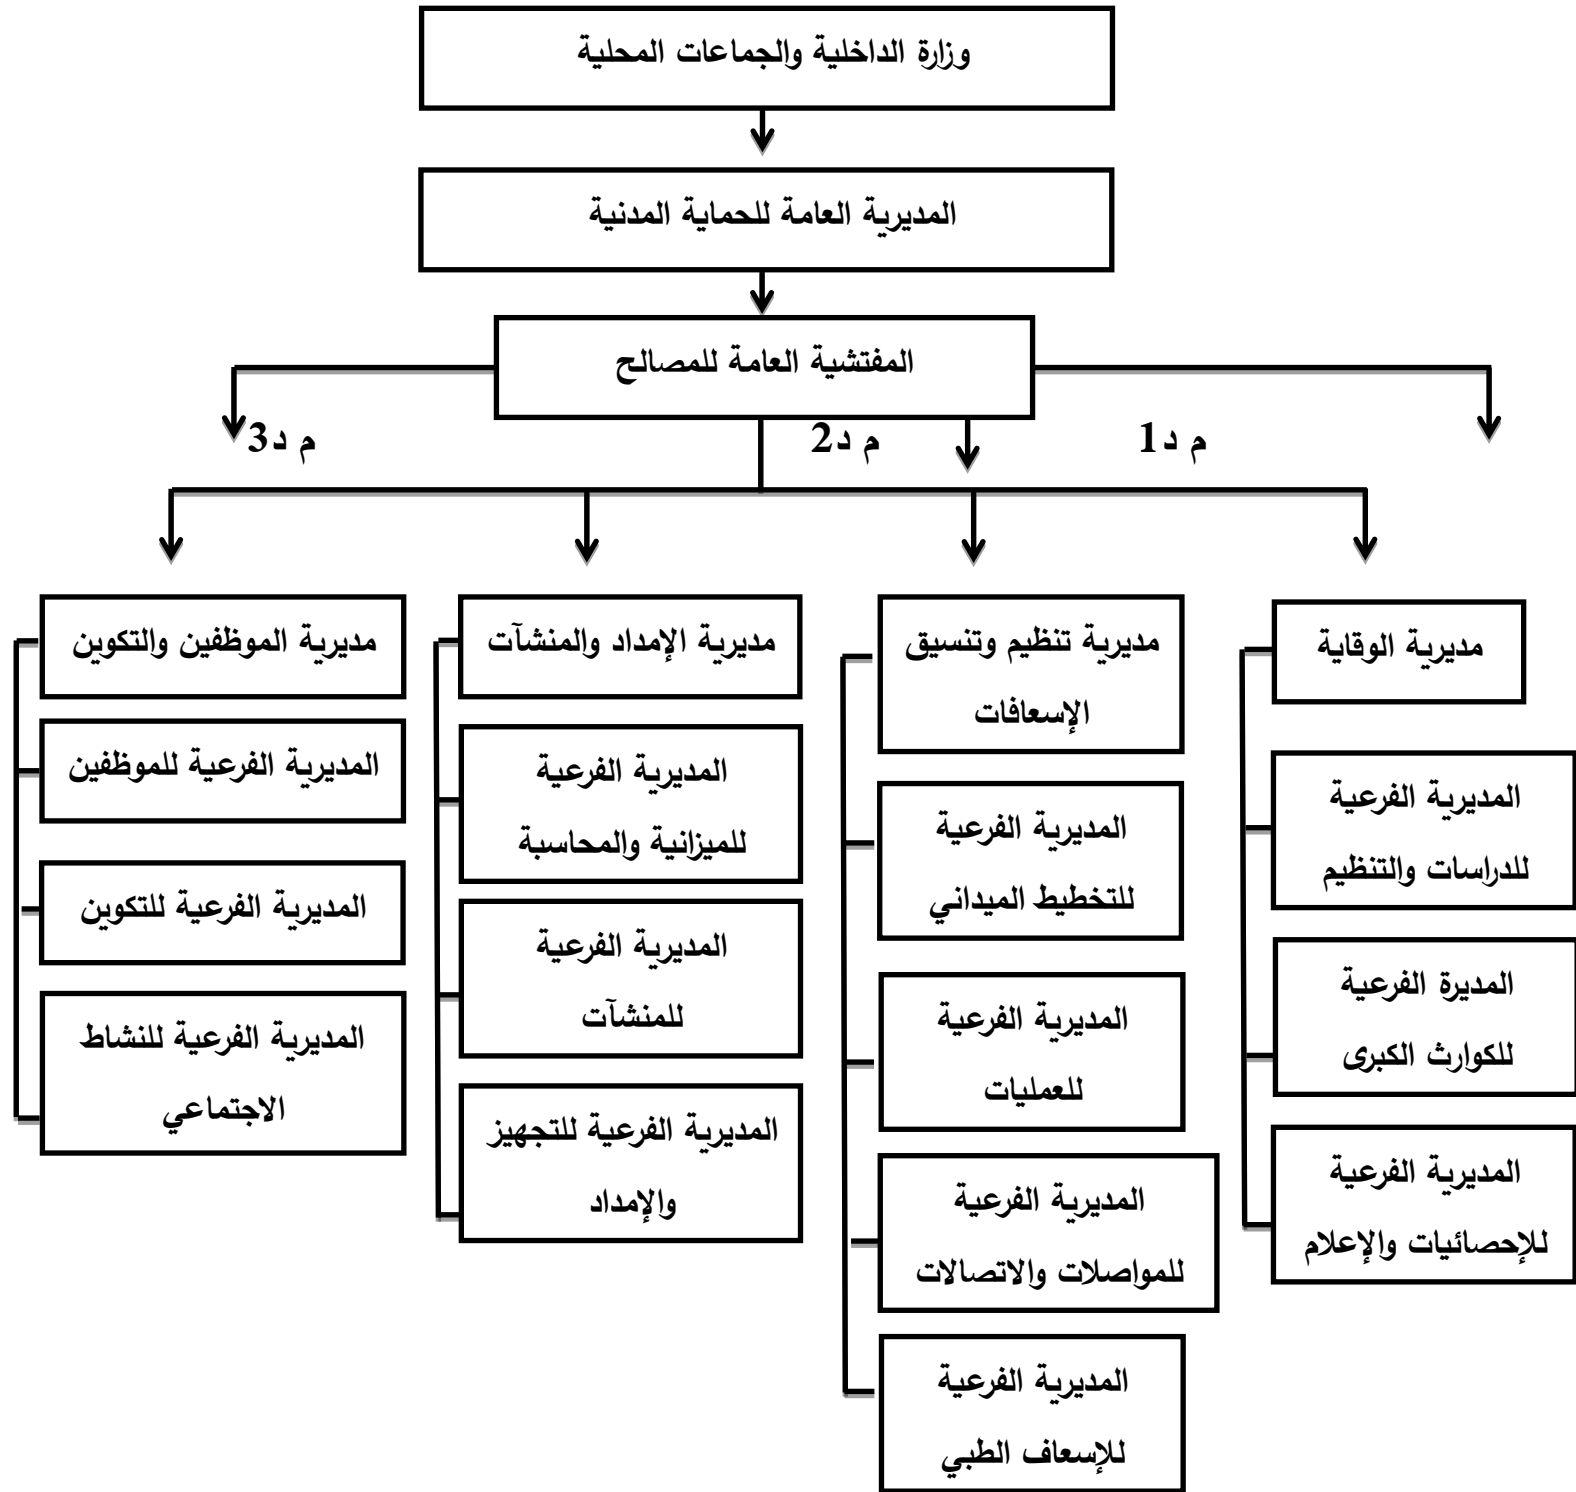 وزارة الداخلية والجماعات المحلية
المديرية العامة للحماية المدنية
المفتشية العامة للمصالح
م د1
م د2
م د3
مديرية الوقاية
المديرية الفرعية
للدراسات والتنظيم
المديرة الفرعية
للكوارث الكبرى
المديرية الفرعية
للإحصائيات والإعلام
مديرية تنظيم وتنسيق
الإسعافات
المديرية الفرعية
للتخطيط الميداني
المديرية الفرعية
للعمليات
المديرية الفرعية
للمواصلات والاتصالات
المديرية الفرعية
للإسعاف الطبي
مديرية الإمداد والمنشآت
المديرية الفرعية
للميزانية والمحاسبة
المديرية الفرعية
للمنشآت
المديرية الفرعية للتجهيز
والإمداد
مديرية الموظفين والتكوين
المديرية الفرعية للموظفين
المديرية الفرعية للتكوين
المديرية الفرعية للنشاط
الاجتماعي